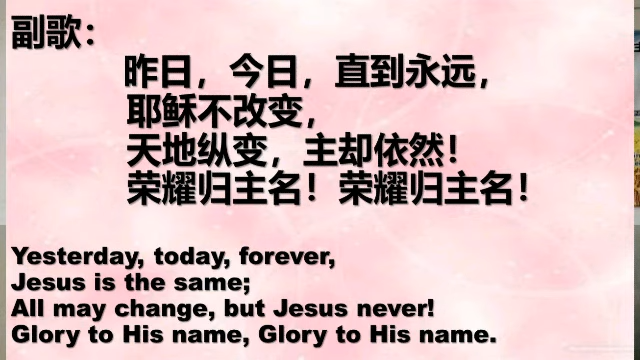 副歌：
昨日，今日，直到永远，
耶稣不改变，
天地纵变，主却依然！
荣耀归主名！荣耀归主名！
Yesterday, today, forever,
Jesus is the same;
All may change, but Jesus never!
Glory to His name, Glory to His name.